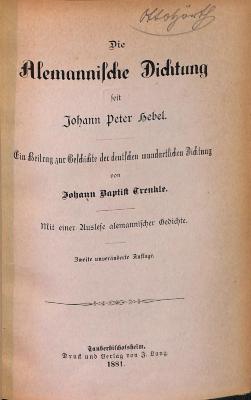 Die
Alemannische Dichtung
seit
Johann Peter Hebel.
Ein Beitrag zur Geschichte der deutschen mundartlichen Dichtung
von
Johann Baptist Trenkle.
Mit einer Auslese alemannischer Gedichte.
Zweite unveränderte Auflage.
Tauberbischofsheim.
Druck und Verlag von J. Lang.
1881.